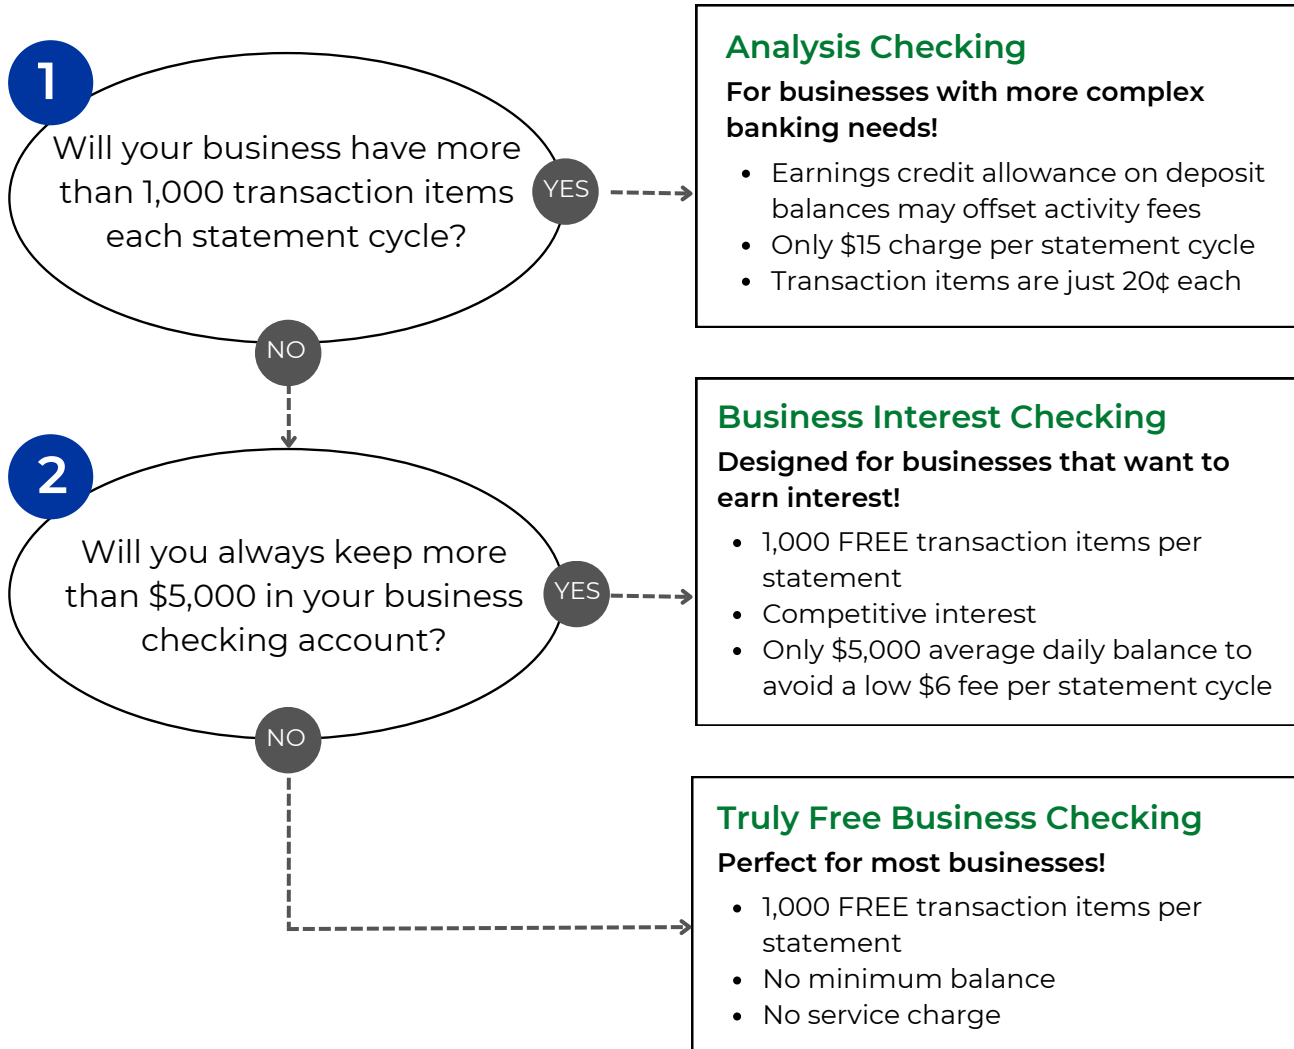 1
Will your business have more
than 1,000 transaction items
each statement cycle?
YES
NO
Analysis Checking
For businesses with more complex
banking needs!
• Earnings credit allowance on deposit
balances may offset activity fees
• Only $15 charge per statement cycle
• Transaction items are just 20¢ each
2
Will you always keep more
than $5,000 in your business
checking account?
YES
NO
Business Interest Checking
Designed for businesses that want to
earn interest!
• 1,000 FREE transaction items per
statement
• Competitive interest
• Only $5,000 average daily balance to
avoid a low $6 fee per statement cycle
Truly Free Business Checking
Perfect for most businesses!
• 1,000 FREE transaction items per
statement
• No minimum balance
• No service charge